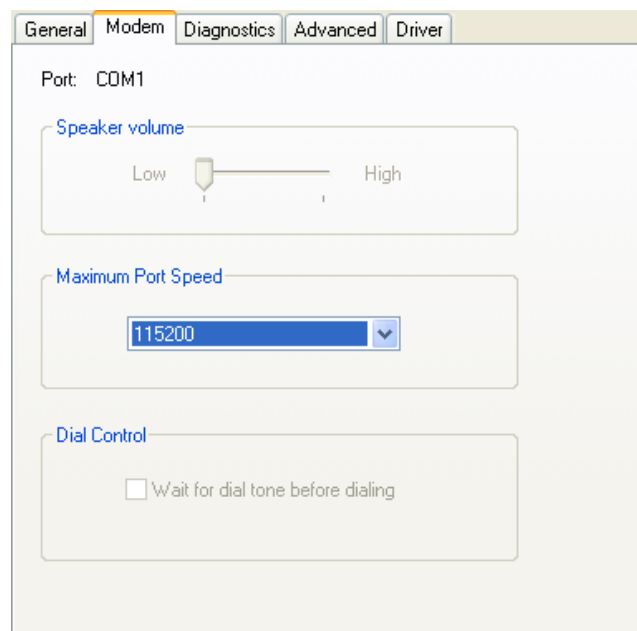 General Modem Diagnostics Advanced Driver
Port: COM1
Speaker volume
Low High
Maximum Port Speed
115200
Dial Control
Wait for dial tone before dialing